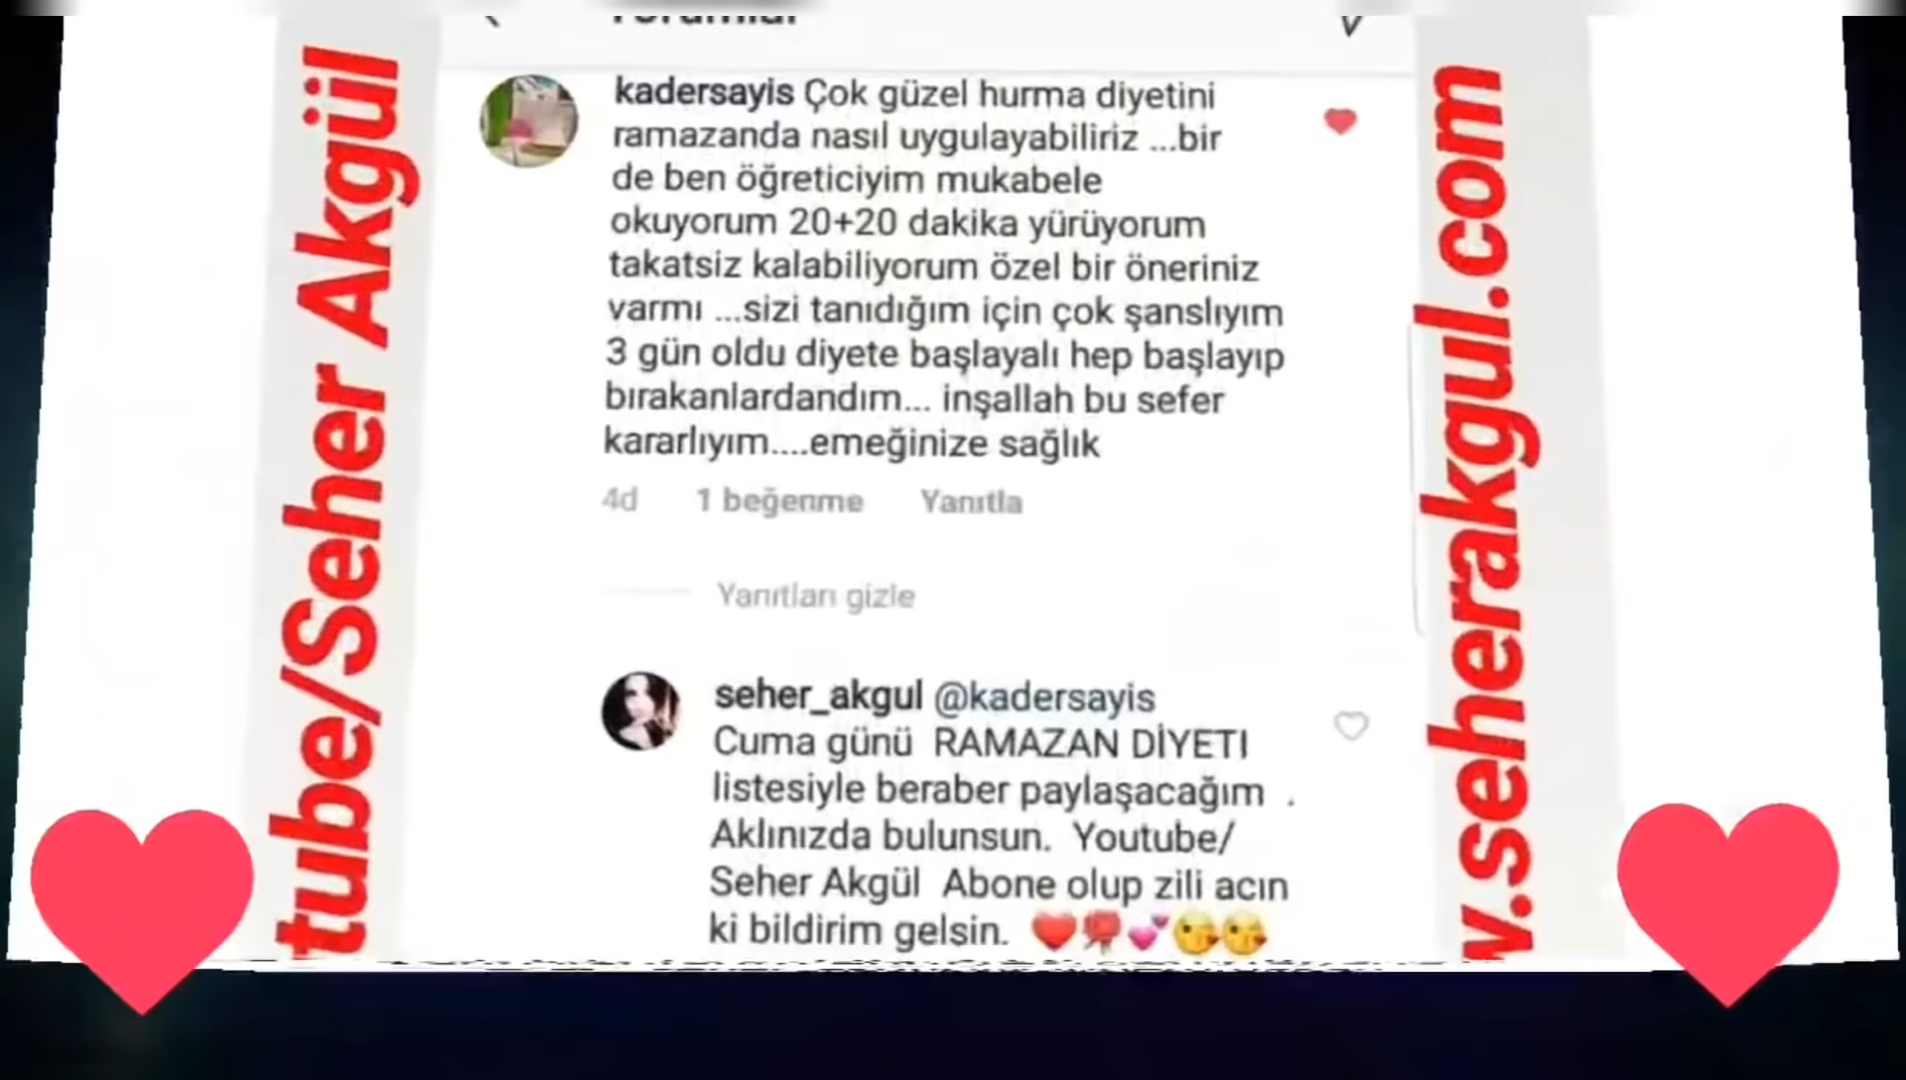 Yorumlar
kadersayis Çok güzel hurma diyetini
ramazanda nasıl uygulayabiliriz ...bir
de ben öğreticiyim mukabele
okuyorum 20+20 dakika yürüyorum
takatsiz kalabiliyorum özel bir öneriniz
varmı ...sizi tanıdığım için çok şanslıyım
3 gün oldu diyete başlayalı hep başlayıp
bırakanlardandım... inşallah bu sefer
kararlıyım....emeğinize sağlık
4d 1 beğenme Yanıtla
Yanıtları gizle
seher_akgul @kadersayis
Cuma günü RAMAZAN DİYETI
listesiyle beraber paylaşacağım .
Aklınızda bulunsun. Youtube/
Seher Akgül Abone olup zili acın
ki bildirim gelsin. ❤️🌹💕😘😘
tube/Seher Akgül
v.seherakgul.com